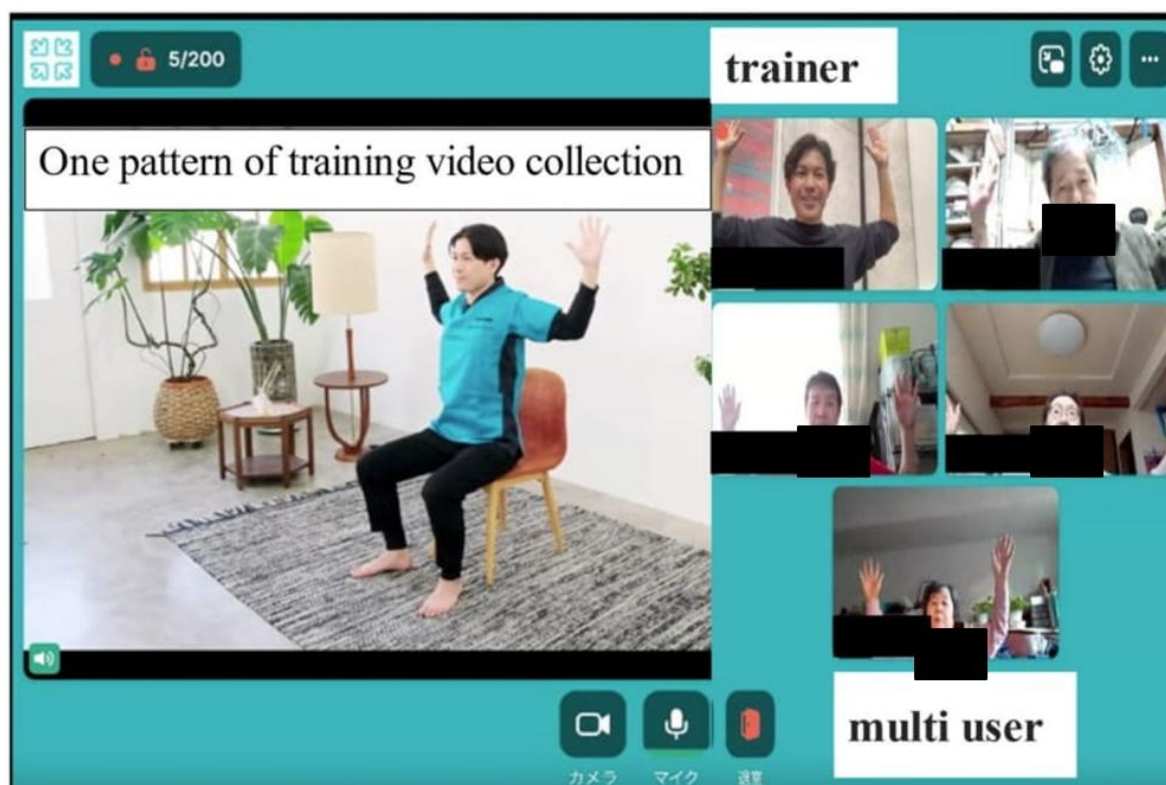 5/200
trainer
One pattern of training video collection
multi user
カメラ
マイク
退室